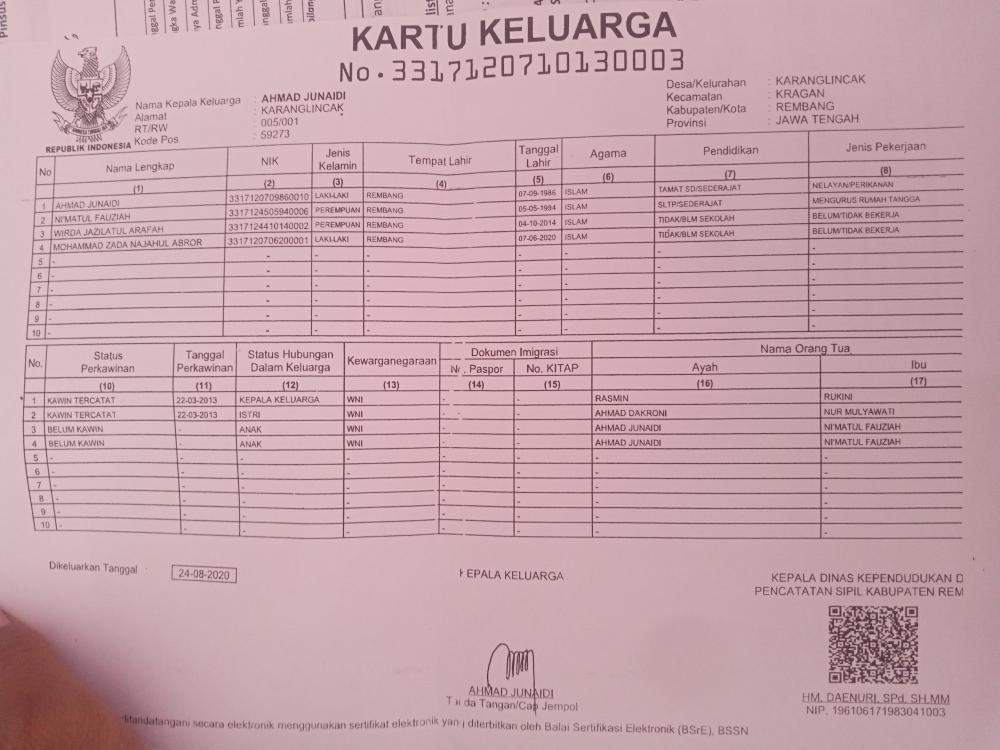 KARTU KELUARGA
No. 3317120710130003
Nama Kepala Keluarga : AHMAD JUNAIDI
Alamat : KARANGLINCAK
RT/RW : 005/001
Kode Pos : 59273
Desa/Kelurahan : KARANGLINCAK
Kecamatan : KRAGAN
Kabupaten/Kota : REMBANG
Provinsi : JAWA TENGAH
REPUBLIK INDONESIA
No Nama Lengkap NIK Jenis Kelamin Tempat Lahir Tanggal Lahir Agama Pendidikan Jenis Pekerjaan
(1) (2) (3) (4) (5) (6) (7) (8)
1 AHMAD JUNAIDI 3317120709860010 LAKI-LAKI REMBANG 07-09-1986 ISLAM TAMAT SD/SEDERAJAT NELAYAN/PERIKANAN
2 NI'MATUL FAUZIAH 3317124505940006 PEREMPUAN REMBANG 05-05-1994 ISLAM SLTP/SEDERAJAT MENGURUS RUMAH TANGGA
3 WIRDA JAZILATUL ARAFAH 3317124410140002 PEREMPUAN REMBANG 04-10-2014 ISLAM TIDAK/BLM SEKOLAH BELUM/TIDAK BEKERJA
4 MOHAMMAD ZADA NAJAHUL ABROR 3317120706200001 LAKI-LAKI REMBANG 07-06-2020 ISLAM TIDAK/BLM SEKOLAH BELUM/TIDAK BEKERJA
5 - - - - - - - -
6 - - - - - - - -
7 - - - - - - - -
8 - - - - - - - -
9 - - - - - - - -
10 - - - - - - - -
No. Status Perkawinan Tanggal Perkawinan Status Hubungan Dalam Keluarga Kewarganegaraan Dokumen Imigrasi Nama Orang Tua
No. Paspor No. KITAP Ayah Ibu
(10) (11) (12) (13) (14) (15) (16) (17)
1 KAWIN TERCATAT 22-03-2013 KEPALA KELUARGA WNI - - RASMIN RUKINI
2 KAWIN TERCATAT 22-03-2013 ISTRI WNI - - AHMAD DAKRONI NUR MULYAWATI
3 BELUM KAWIN - ANAK WNI - - AHMAD JUNAIDI NI'MATUL FAUZIAH
4 BELUM KAWIN - ANAK WNI - - AHMAD JUNAIDI NI'MATUL FAUZIAH
5 - - - - - - - -
6 - - - - - - - -
7 - - - - - - - -
8 - - - - - - - -
9 - - - - - - - -
10 - - - - - - - -
Dikeluarkan Tanggal : 24-08-2020
KEPALA KELUARGA
KEPALA DINAS KEPENDUDUKAN D
PENCATATAN SIPIL KABUPATEN REM
AHMAD JUNAIDI
Tanda Tangan/Cap Jempol
HM. DAENURI, SPd, SH.MM
NIP. 196106171983041003
ditandatangani secara elektronik menggunakan sertifikat elektronik yang diterbitkan oleh Balai Sertifikasi Elektronik (BSrE), BSSN